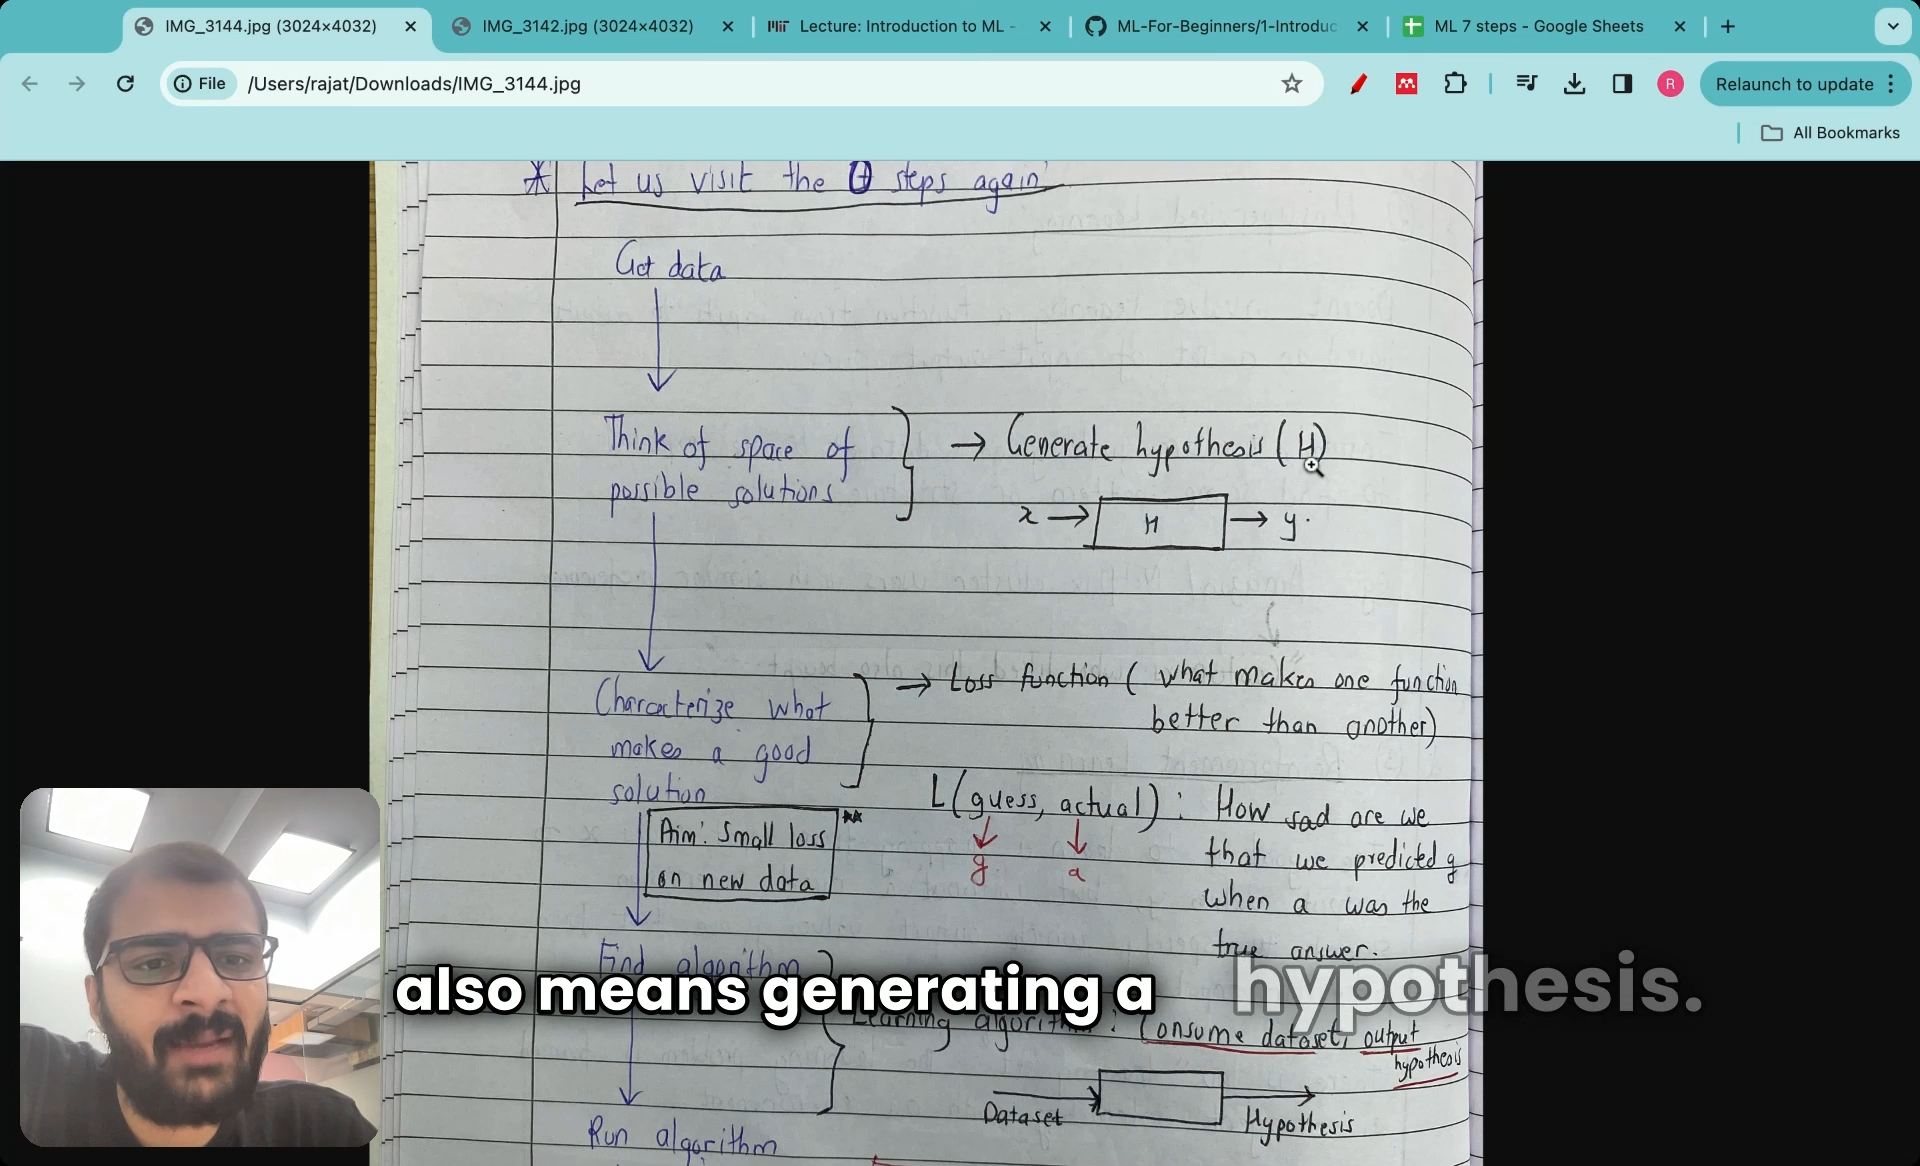 IMG_3144.jpg (3024×4032)
IMG_3142.jpg (3024×4032)
MIT Lecture: Introduction to ML -
ML-For-Beginners/1-Introduc
ML 7 steps - Google Sheets
File /Users/rajat/Downloads/IMG_3144.jpg
R
Relaunch to update
All Bookmarks
Let us visit the 7 steps again
Get data
Think of space of
possible solutions
→ Generate hypothesis (H)
x → H → y.
Characterize what
makes a good
solution
→ Loss function ( what makes one function
better than another)
L(guess, actual) : How sad are we
g a
that we predicted g
when a was the
true answer.
Aim: Small loss **
on new data
Find algorithm
also means generating a hypothesis.
Learning algorithm : Consume dataset, output
hypothesis
Dataset
Hypothesis
Run algorithm